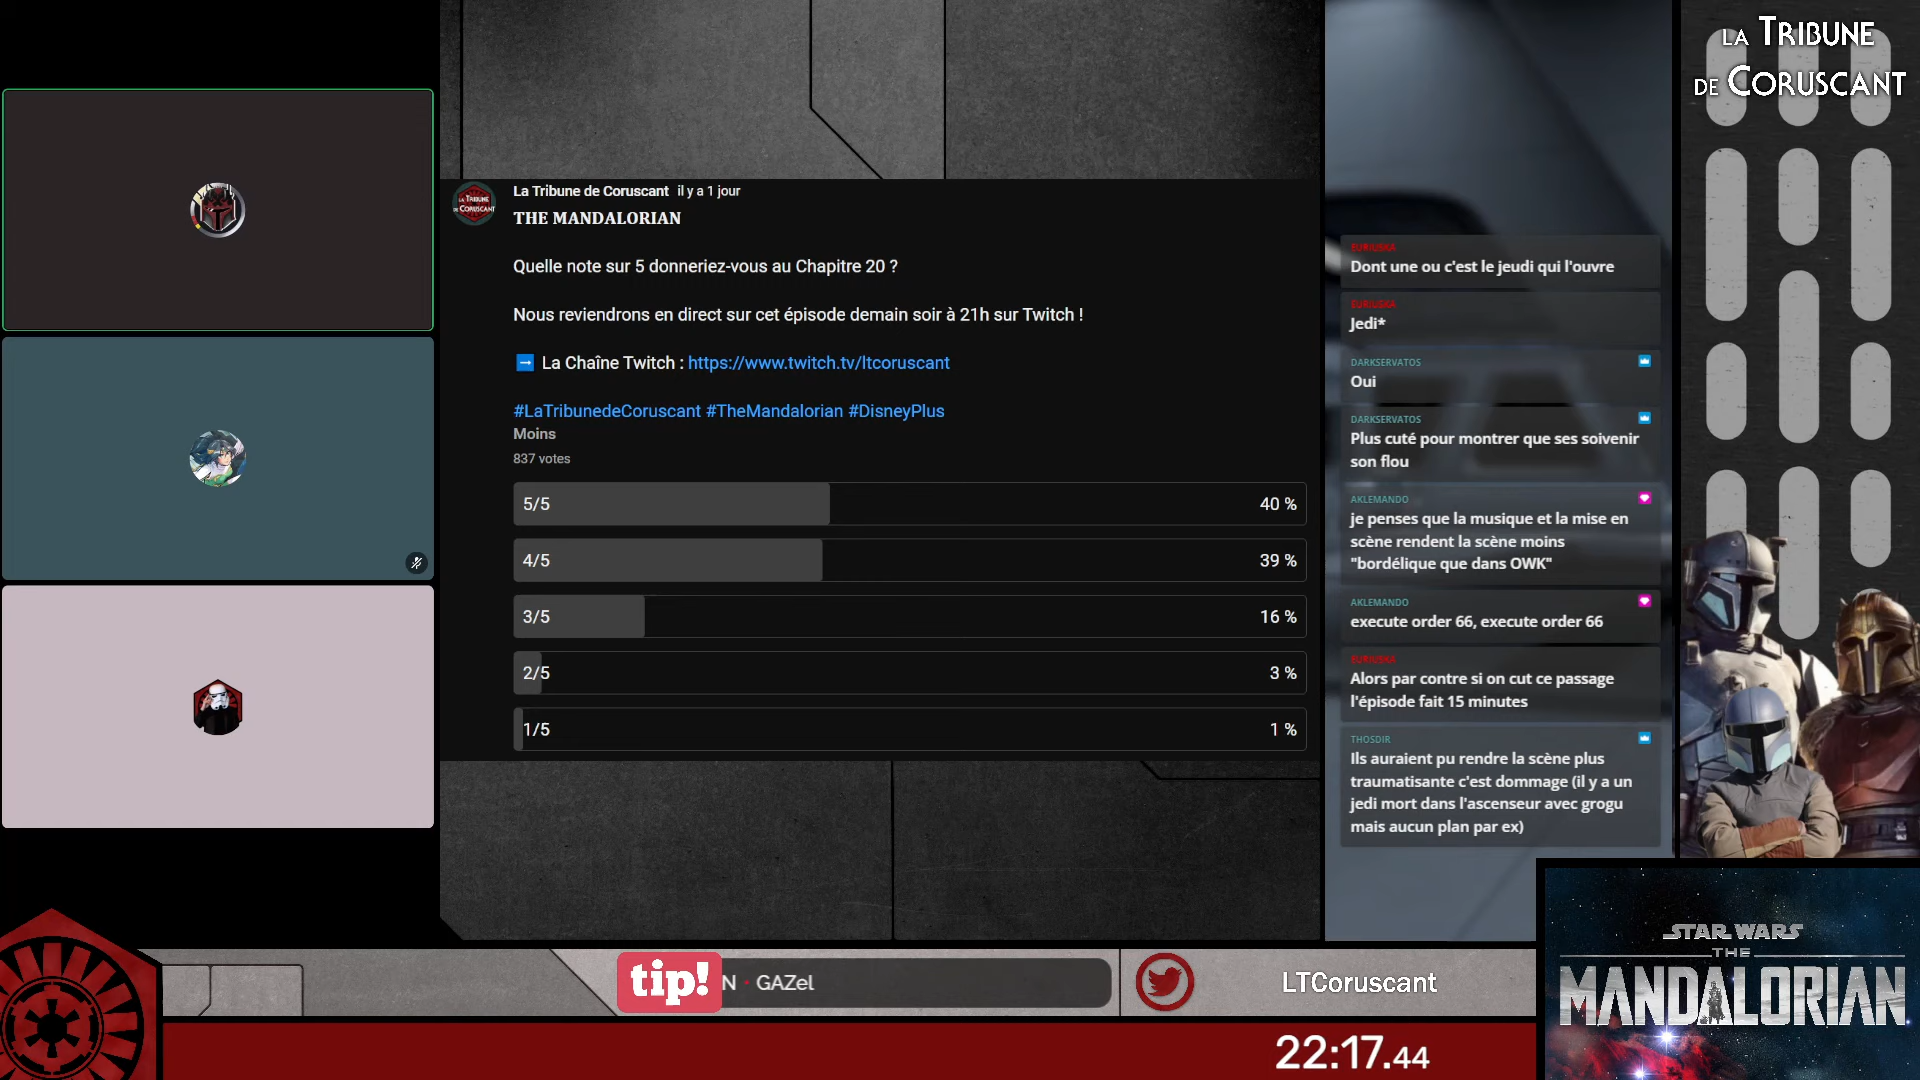 LA TRIBUNE
DE CORUSCANT
LA TRIBUNE
DE CORUSCANT
La Tribune de Coruscant il y a 1 jour
THE MANDALORIAN
Quelle note sur 5 donneriez-vous au Chapitre 20 ?
Nous reviendrons en direct sur cet épisode demain soir à 21h sur Twitch !
La Chaîne Twitch : https://www.twitch.tv/ltcoruscant
#LaTribunedeCoruscant #TheMandalorian #DisneyPlus
Moins
837 votes
5/5 40 %
4/5 39 %
3/5 16 %
2/5 3 %
1/5 1 %
EURIUSKA
Dont une ou c'est le jeudi qui l'ouvre
EURIUSKA
Jedi*
DARKSERVATOS
Oui
DARKSERVATOS
Plus cuté pour montrer que ses soivenir
son flou
AKLEMANDO
je penses que la musique et la mise en
scène rendent la scène moins
"bordélique que dans OWK"
AKLEMANDO
execute order 66, execute order 66
EURIUSKA
Alors par contre si on cut ce passage
l'épisode fait 15 minutes
THOSDIR
Ils auraient pu rendre la scène plus
traumatisante c'est dommage (il y a un
jedi mort dans l'ascenseur avec grogu
mais aucun plan par ex)
tip! N • GAZel
LTCoruscant
22:17.44
STAR WARS
THE
MANDALORIAN